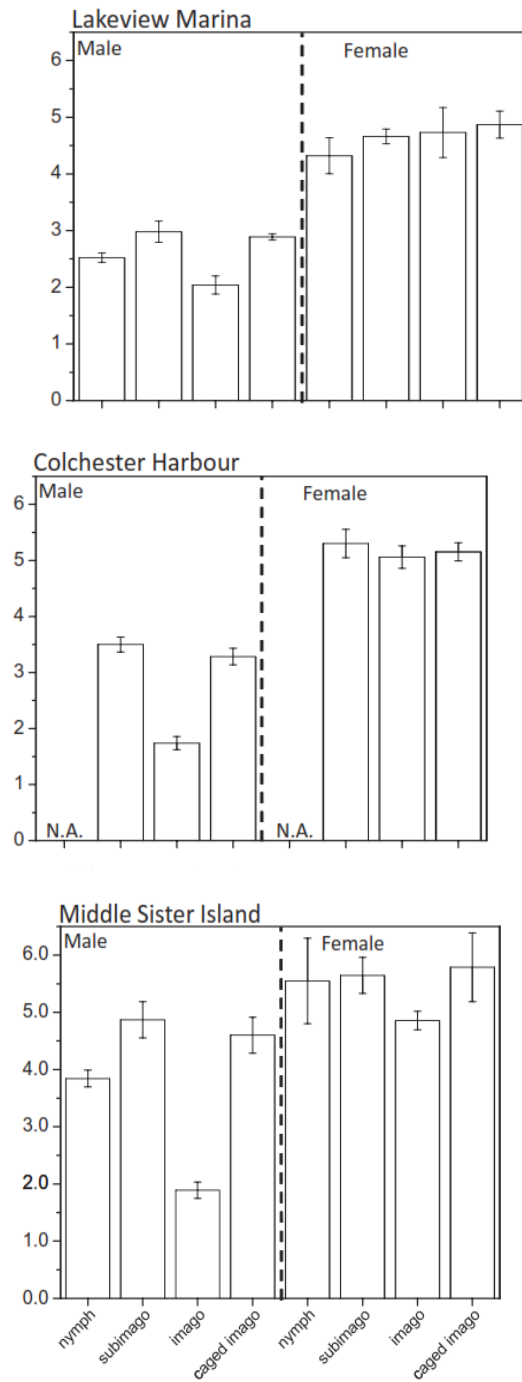 Lakeview Marina
Male Female
6
5
4
3
2
1
0
Colchester Harbour
Male Female
6
5
4
3
2
1
0
N.A. N.A.
Middle Sister Island
Male Female
6.0
5.0
4.0
3.0
2.0
1.0
0.0
nymph subimago imago caged imago nymph subimago imago caged imago